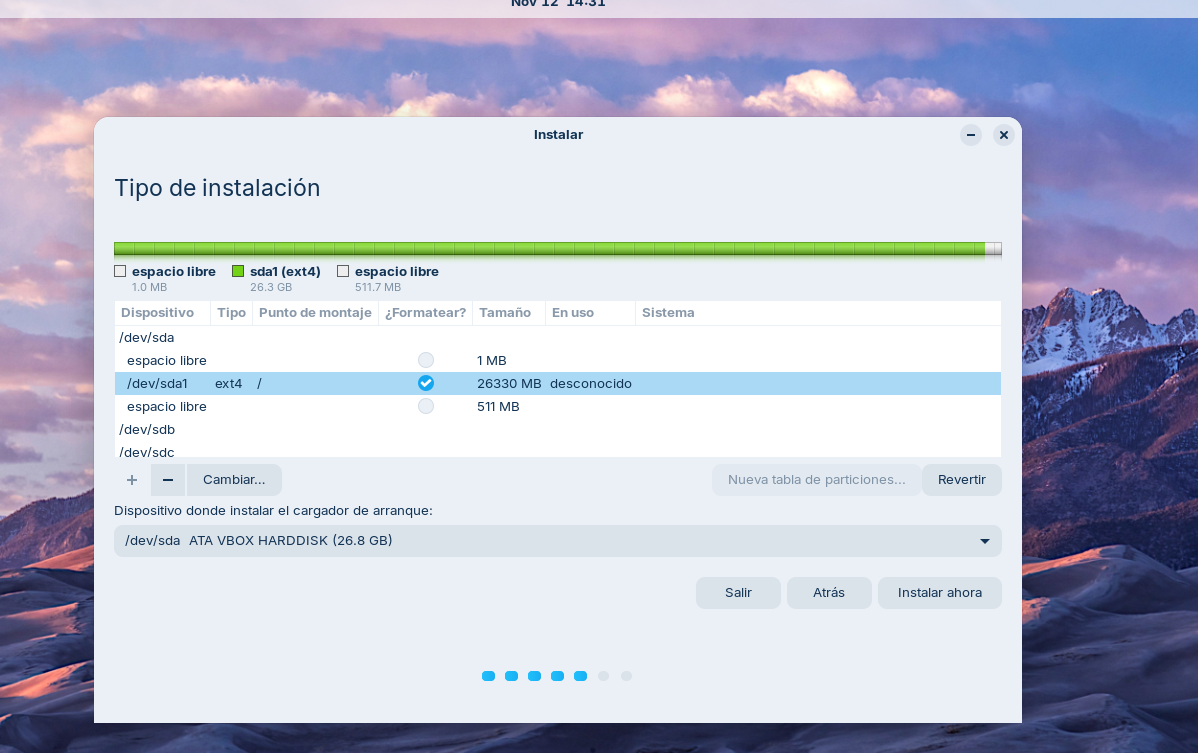 Nov 12 14:31
Instalar
Tipo de instalación
espacio libre sda1 (ext4) espacio libre
1.0 MB 26.3 GB 511.7 MB
Dispositivo Tipo Punto de montaje ¿Formatear? Tamaño En uso Sistema
/dev/sda
espacio libre 1 MB
/dev/sda1 ext4 / 26330 MB desconocido
espacio libre 511 MB
/dev/sdb
/dev/sdc
+ − Cambiar... Nueva tabla de particiones... Revertir
Dispositivo donde instalar el cargador de arranque:
/dev/sda ATA VBOX HARDDISK (26.8 GB)
Salir Atrás Instalar ahora